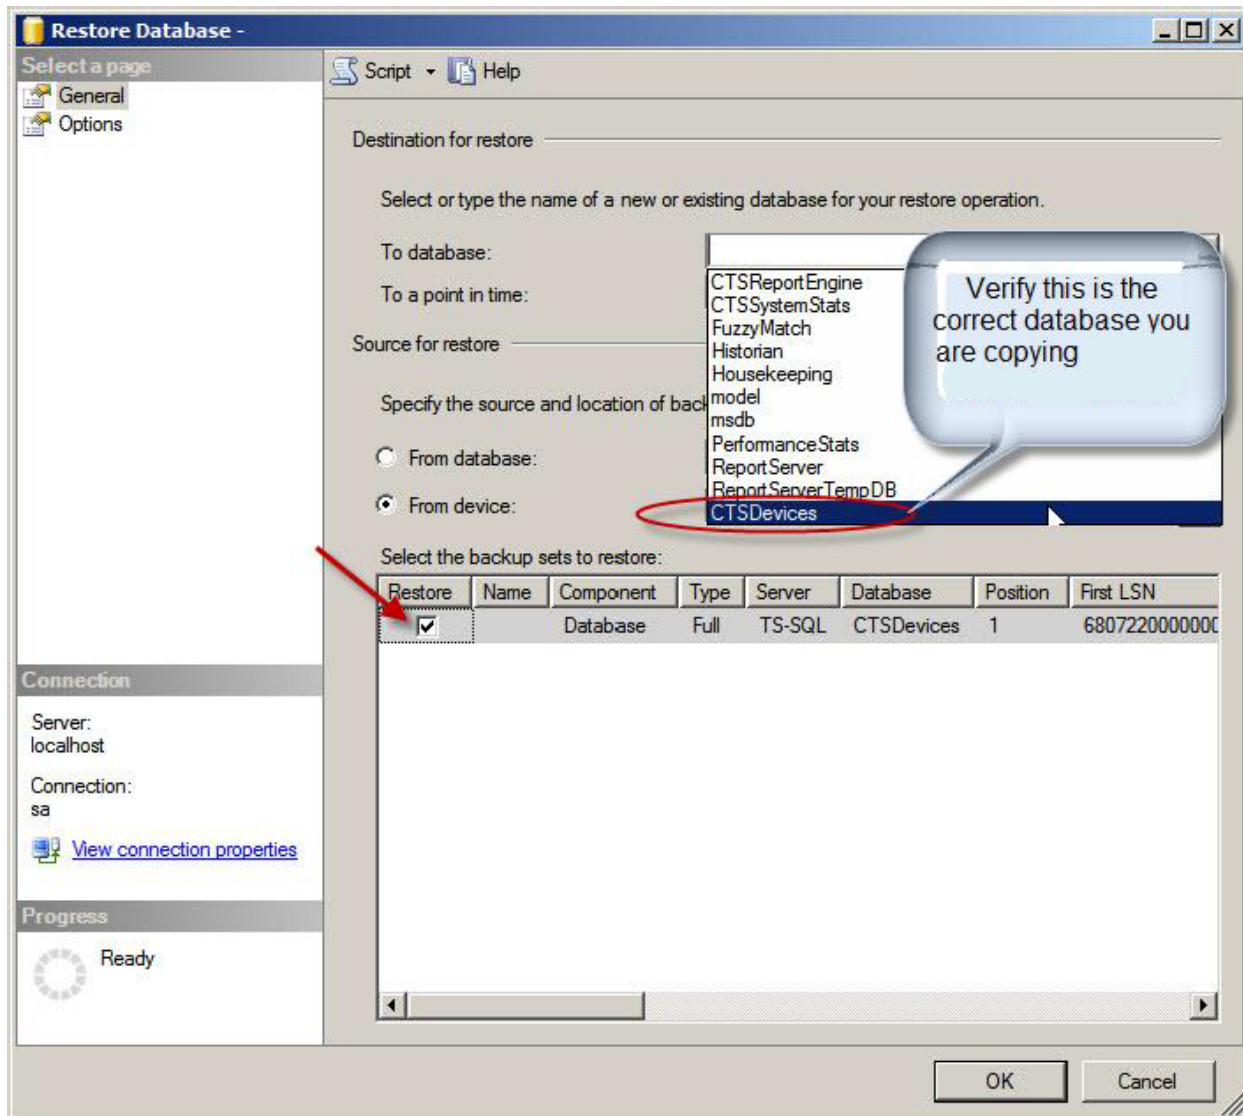 Restore Database -
Select a page
General
Options
Script
Help
Destination for restore
Select or type the name of a new or existing database for your restore operation.
To database:
To a point in time:
CTSReportEngine
CTSSystemStats
FuzzyMatch
Historian
Housekeeping
model
msdb
PerformanceStats
ReportServer
ReportServerTempDB
CTSDevices
Verify this is the
correct database you
are copying
Source for restore
Specify the source and location of back
From database:
From device:
Select the backup sets to restore:
Restore Name Component Type Server Database Position First LSN
Database Full TS-SQL CTSDevices 1 6807220000000
Connection
Server:
localhost
Connection:
sa
View connection properties
Progress
Ready
OK Cancel